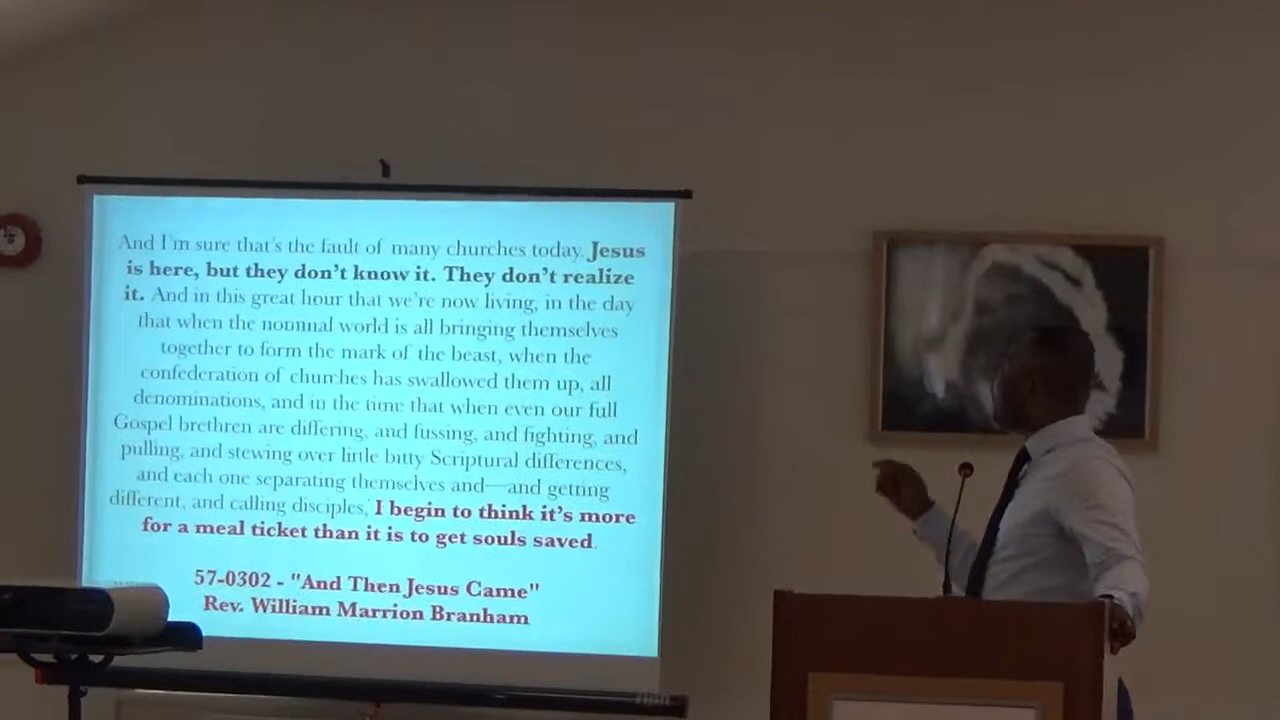 And I'm sure that's the fault of many churches today. Jesus
is here, but they don't know it. They don't realize
it. And in this great hour that we're now living, in the day
that when the nominal world is all bringing themselves
together to form the mark of the beast, when the
confederation of churches has swallowed them up, all
denominations, and in the time that when even our full
Gospel brethren are differing, and fussing, and fighting, and
pulling, and stewing over little bitty Scriptural differences,
and each one separating themselves and—and getting
different, and calling disciples, I begin to think it's more
for a meal ticket than it is to get souls saved.
57-0302 - "And Then Jesus Came"
Rev. William Marrion Branham